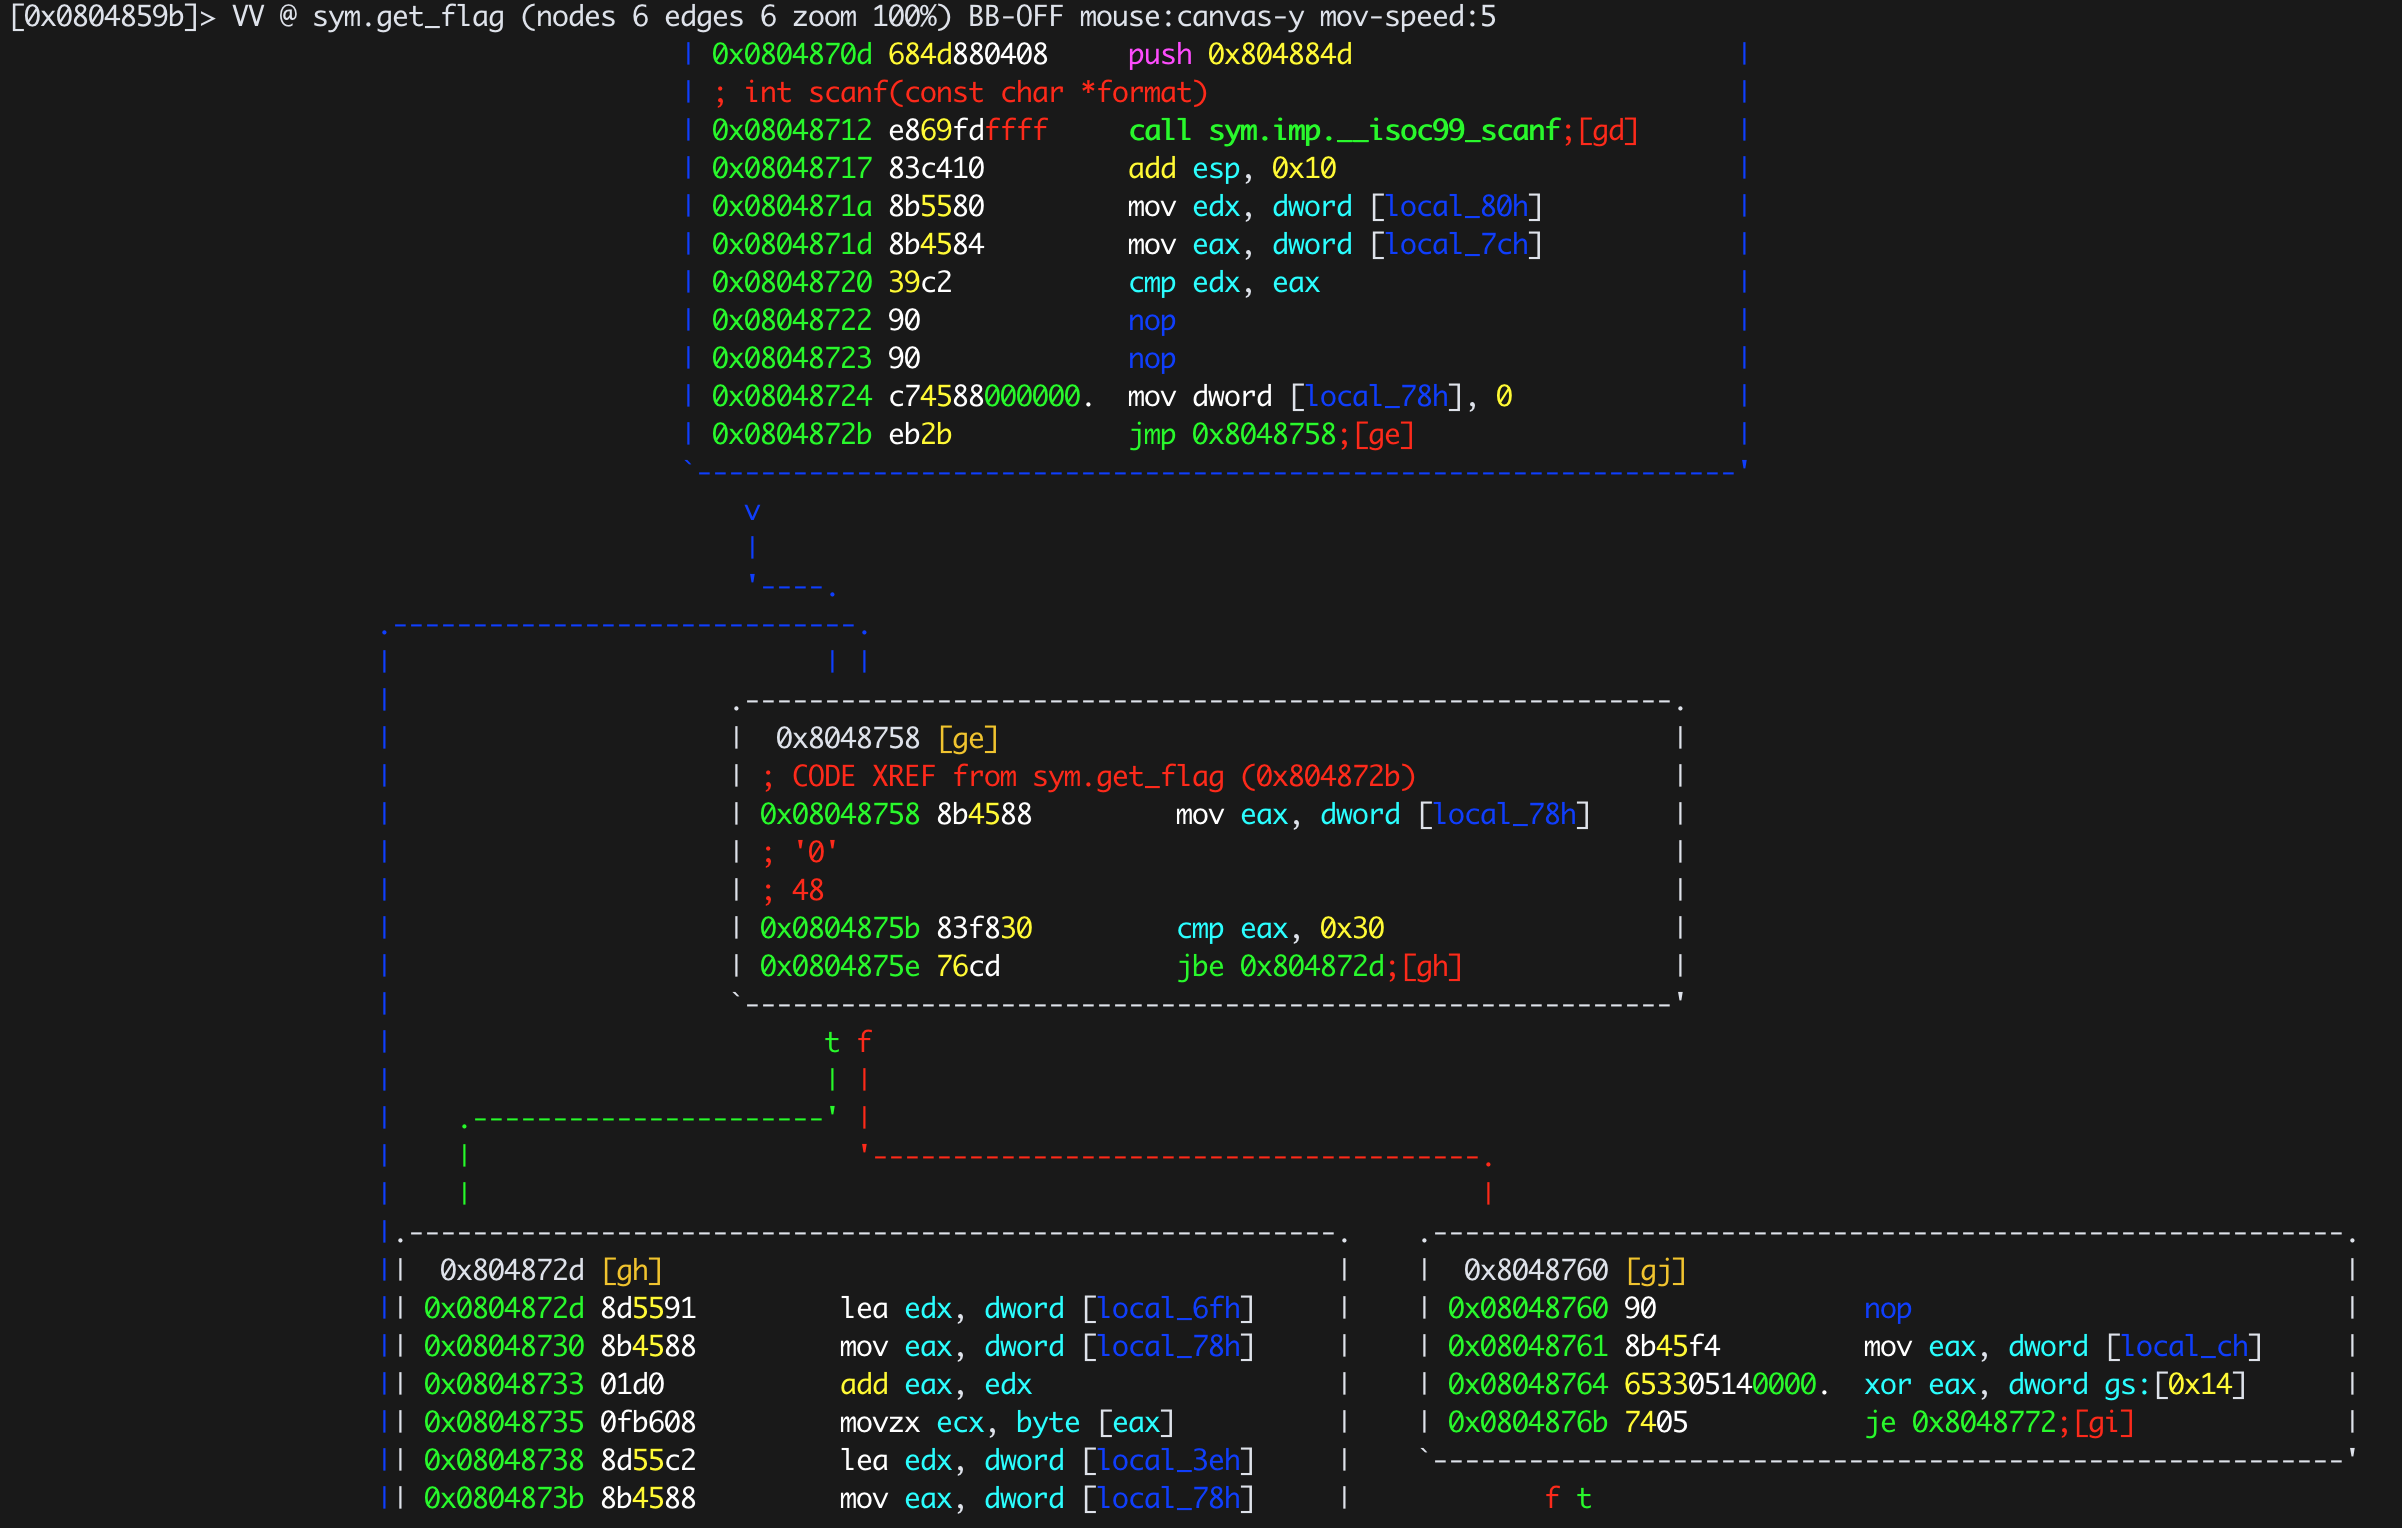 [0x0804859b]> VV @ sym.get_flag (nodes 6 edges 6 zoom 100%) BB-OFF mouse:canvas-y mov-speed:5
0x0804870d 684d880408 push 0x804884d
; int scanf(const char *format)
0x08048712 e869fdffff call sym.imp.__isoc99_scanf;[gd]
0x08048717 83c410 add esp, 0x10
0x0804871a 8b5580 mov edx, dword [local_80h]
0x0804871d 8b4584 mov eax, dword [local_7ch]
0x08048720 39c2 cmp edx, eax
0x08048722 90 nop
0x08048723 90 nop
0x08048724 c74588000000. mov dword [local_78h], 0
0x0804872b eb2b jmp 0x8048758;[ge]
v
0x8048758 [ge]
; CODE XREF from sym.get_flag (0x804872b)
0x08048758 8b4588 mov eax, dword [local_78h]
; '0'
; 48
0x0804875b 83f830 cmp eax, 0x30
0x0804875e 76cd jbe 0x804872d;[gh]
t f
0x804872d [gh]
0x0804872d 8d5591 lea edx, dword [local_6fh]
0x08048730 8b4588 mov eax, dword [local_78h]
0x08048733 01d0 add eax, edx
0x08048735 0fb608 movzx ecx, byte [eax]
0x08048738 8d55c2 lea edx, dword [local_3eh]
0x0804873b 8b4588 mov eax, dword [local_78h]
0x8048760 [gj]
0x08048760 90 nop
0x08048761 8b45f4 mov eax, dword [local_ch]
0x08048764 653305140000. xor eax, dword gs:[0x14]
0x0804876b 7405 je 0x8048772;[gi]
f t